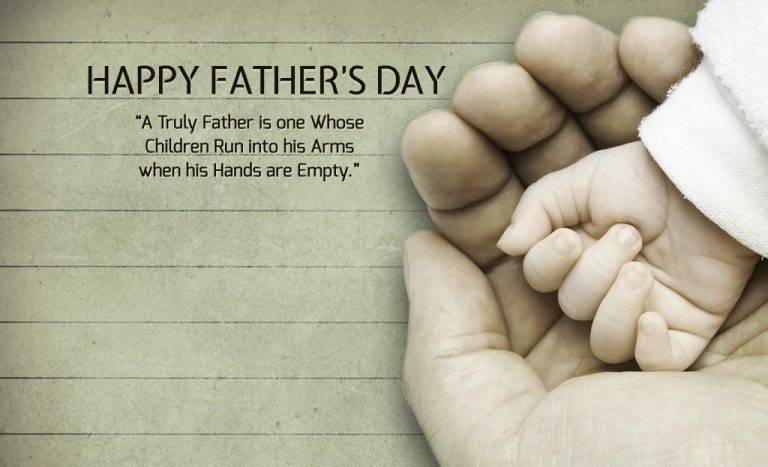 HAPPY FATHER'S DAY
“A Truly Father is one Whose
Children Run into his Arms
when his Hands are Empty.”